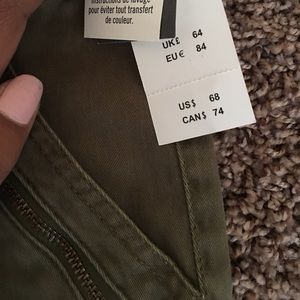 instructions de lavage
pour éviter tout transfert
de couleur.
UK£ 64
EU€ 84
US$ 68
CAN$ 74